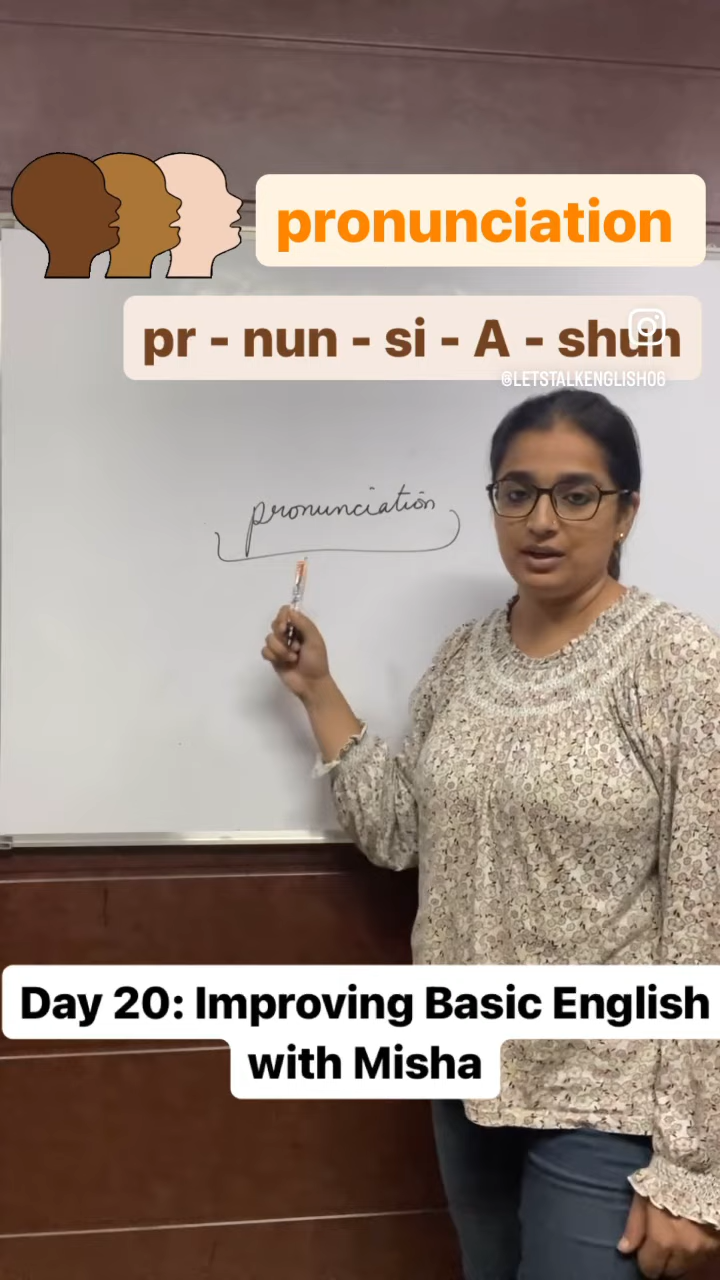 pronunciation
pr - nun - si - A - shun
@LETSTALKENGLISH06
pronunciation
Day 20: Improving Basic English
with Misha